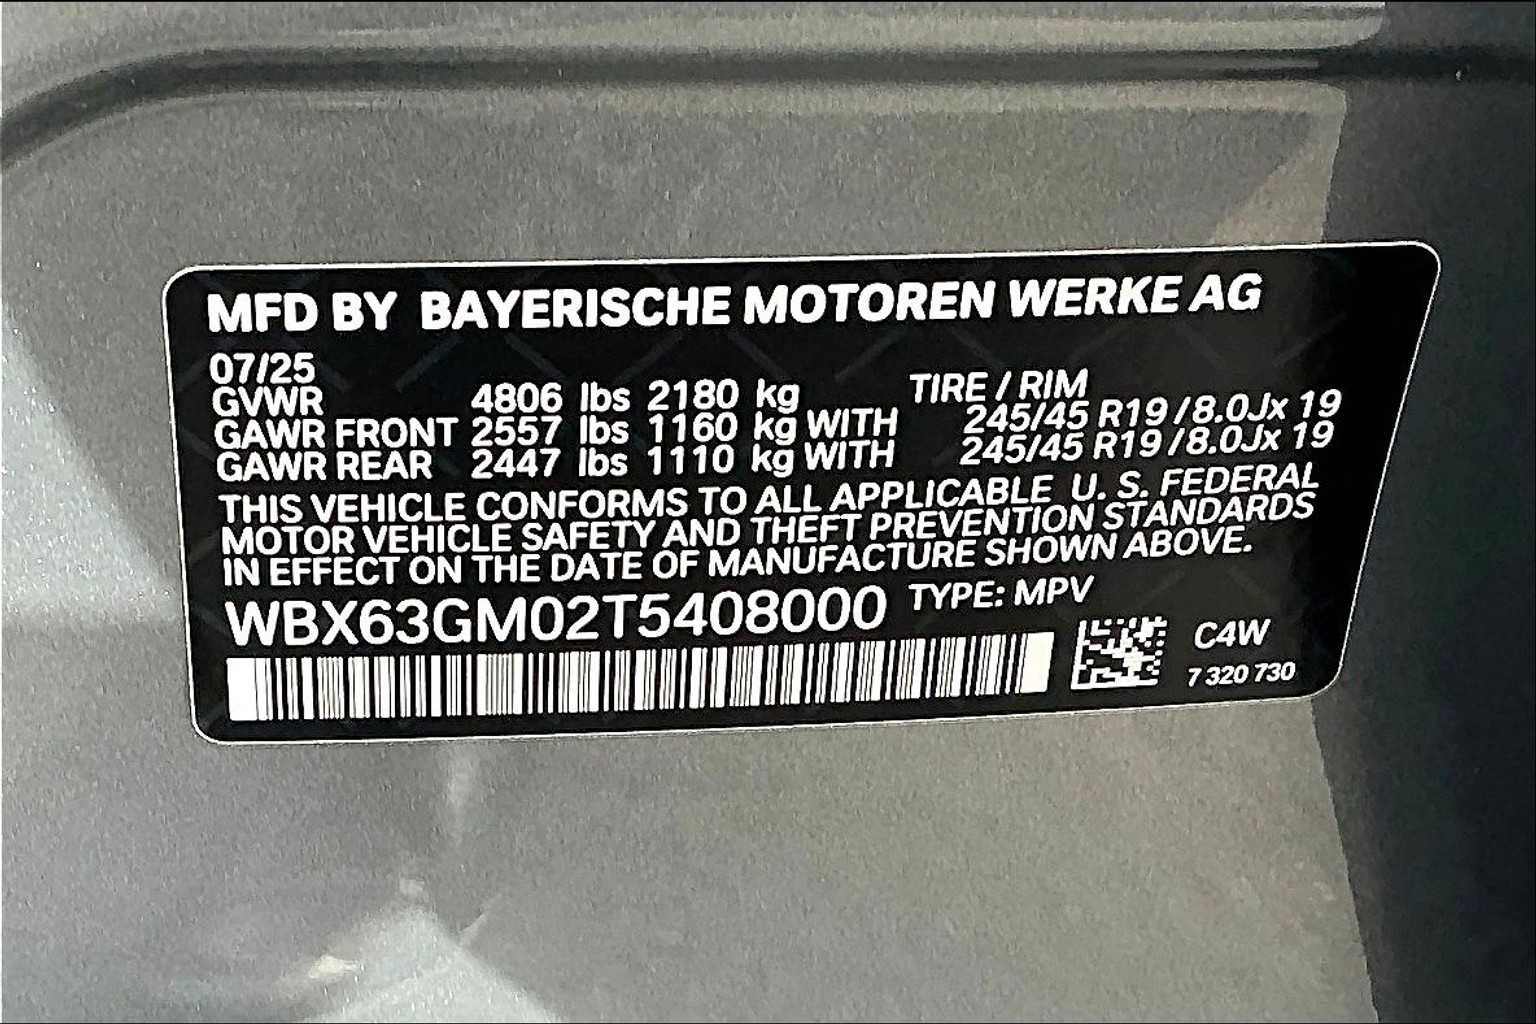 MFD BY BAYERISCHE MOTOREN WERKE AG
07/25
GVWR 4806 lbs 2180 kg TIRE / RIM
GAWR FRONT 2557 lbs 1160 kg WITH 245/45 R19 /8.0Jx 19
GAWR REAR 2447 lbs 1110 kg WITH 245/45 R19 /8.0Jx 19
THIS VEHICLE CONFORMS TO ALL APPLICABLE U. S. FEDERAL
MOTOR VEHICLE SAFETY AND THEFT PREVENTION STANDARDS
IN EFFECT ON THE DATE OF MANUFACTURE SHOWN ABOVE.
WBX63GM02T5408000 TYPE: MPV
C4W
7 320 730